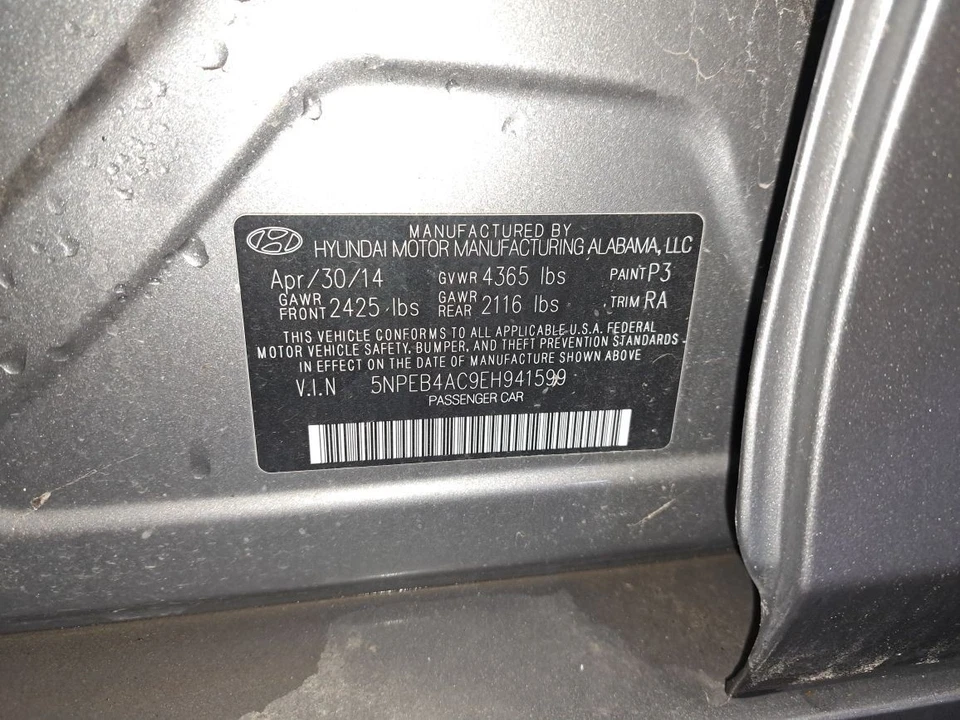 MANUFACTURED BY
HYUNDAI MOTOR MANUFACTURING ALABAMA, LLC
Apr/30/14 GVWR 4365 lbs PAINT P3
GAWR FRONT 2425 lbs GAWR REAR 2116 lbs TRIM RA
THIS VEHICLE CONFORMS TO ALL APPLICABLE U.S.A. FEDERAL
MOTOR VEHICLE SAFETY, BUMPER, AND THEFT PREVENTION STANDARDS
IN EFFECT ON THE DATE OF MANUFACTURE SHOWN ABOVE
V.I.N 5NPEB4AC9EH941599
PASSENGER CAR